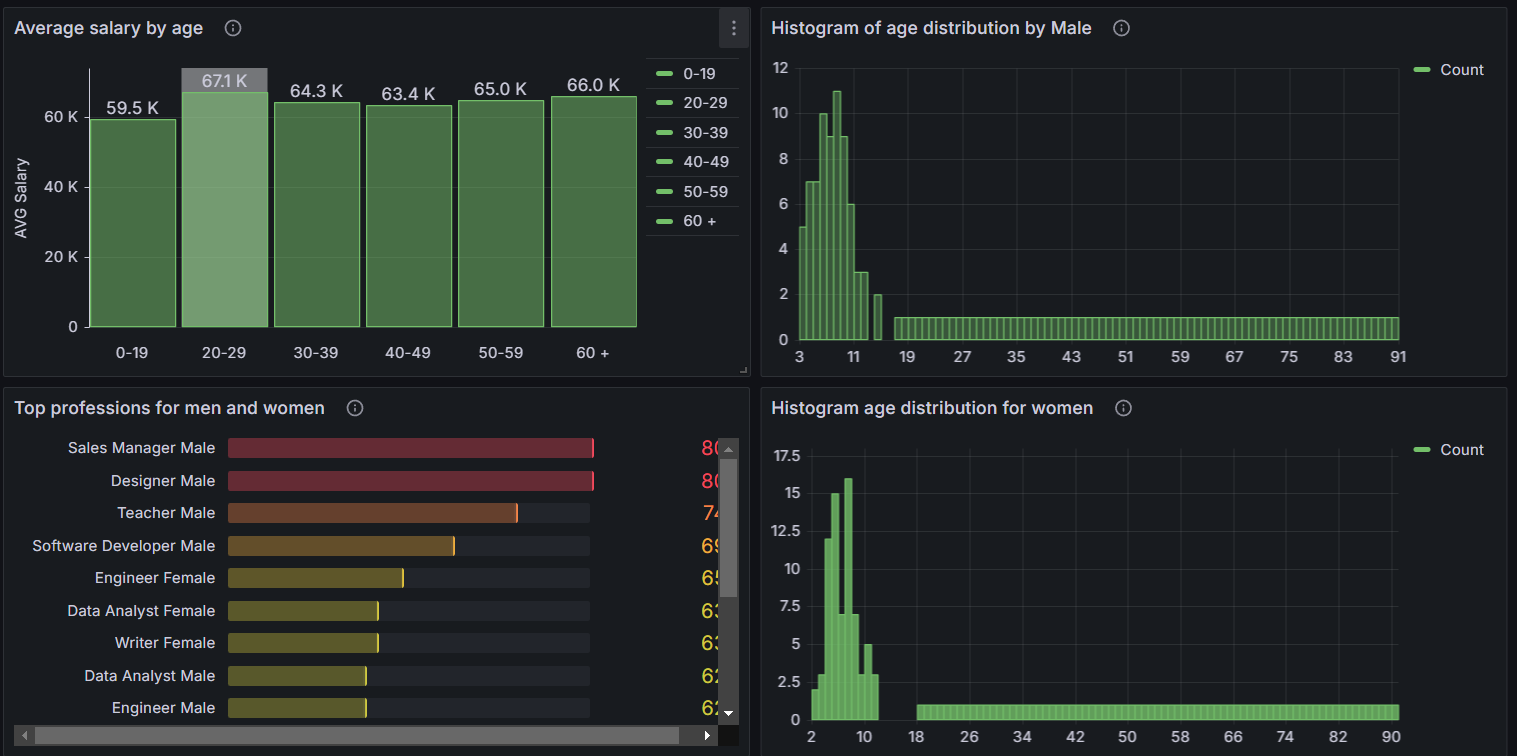 Average salary by age
67.1 K
66.0 K
65.0 K
64.3 K
63.4 K
59.5 K
60 K
40 K
20 K
0
AVG Salary
0-19
20-29
30-39
40-49
50-59
60 +
0-19
20-29
30-39
40-49
50-59
60 +
Histogram of age distribution by Male
12
10
8
6
4
2
0
3 11 19 27 35 43 51 59 67 75 83 91
Count
Top professions for men and women
Sales Manager Male 80
Designer Male 80
Teacher Male 74
Software Developer Male 69
Engineer Female 65
Data Analyst Female 63
Writer Female 63
Data Analyst Male 62
Engineer Male 62
Histogram age distribution for women
17.5
15
12.5
10
7.5
5
2.5
0
2 10 18 26 34 42 50 58 66 74 82 90
Count